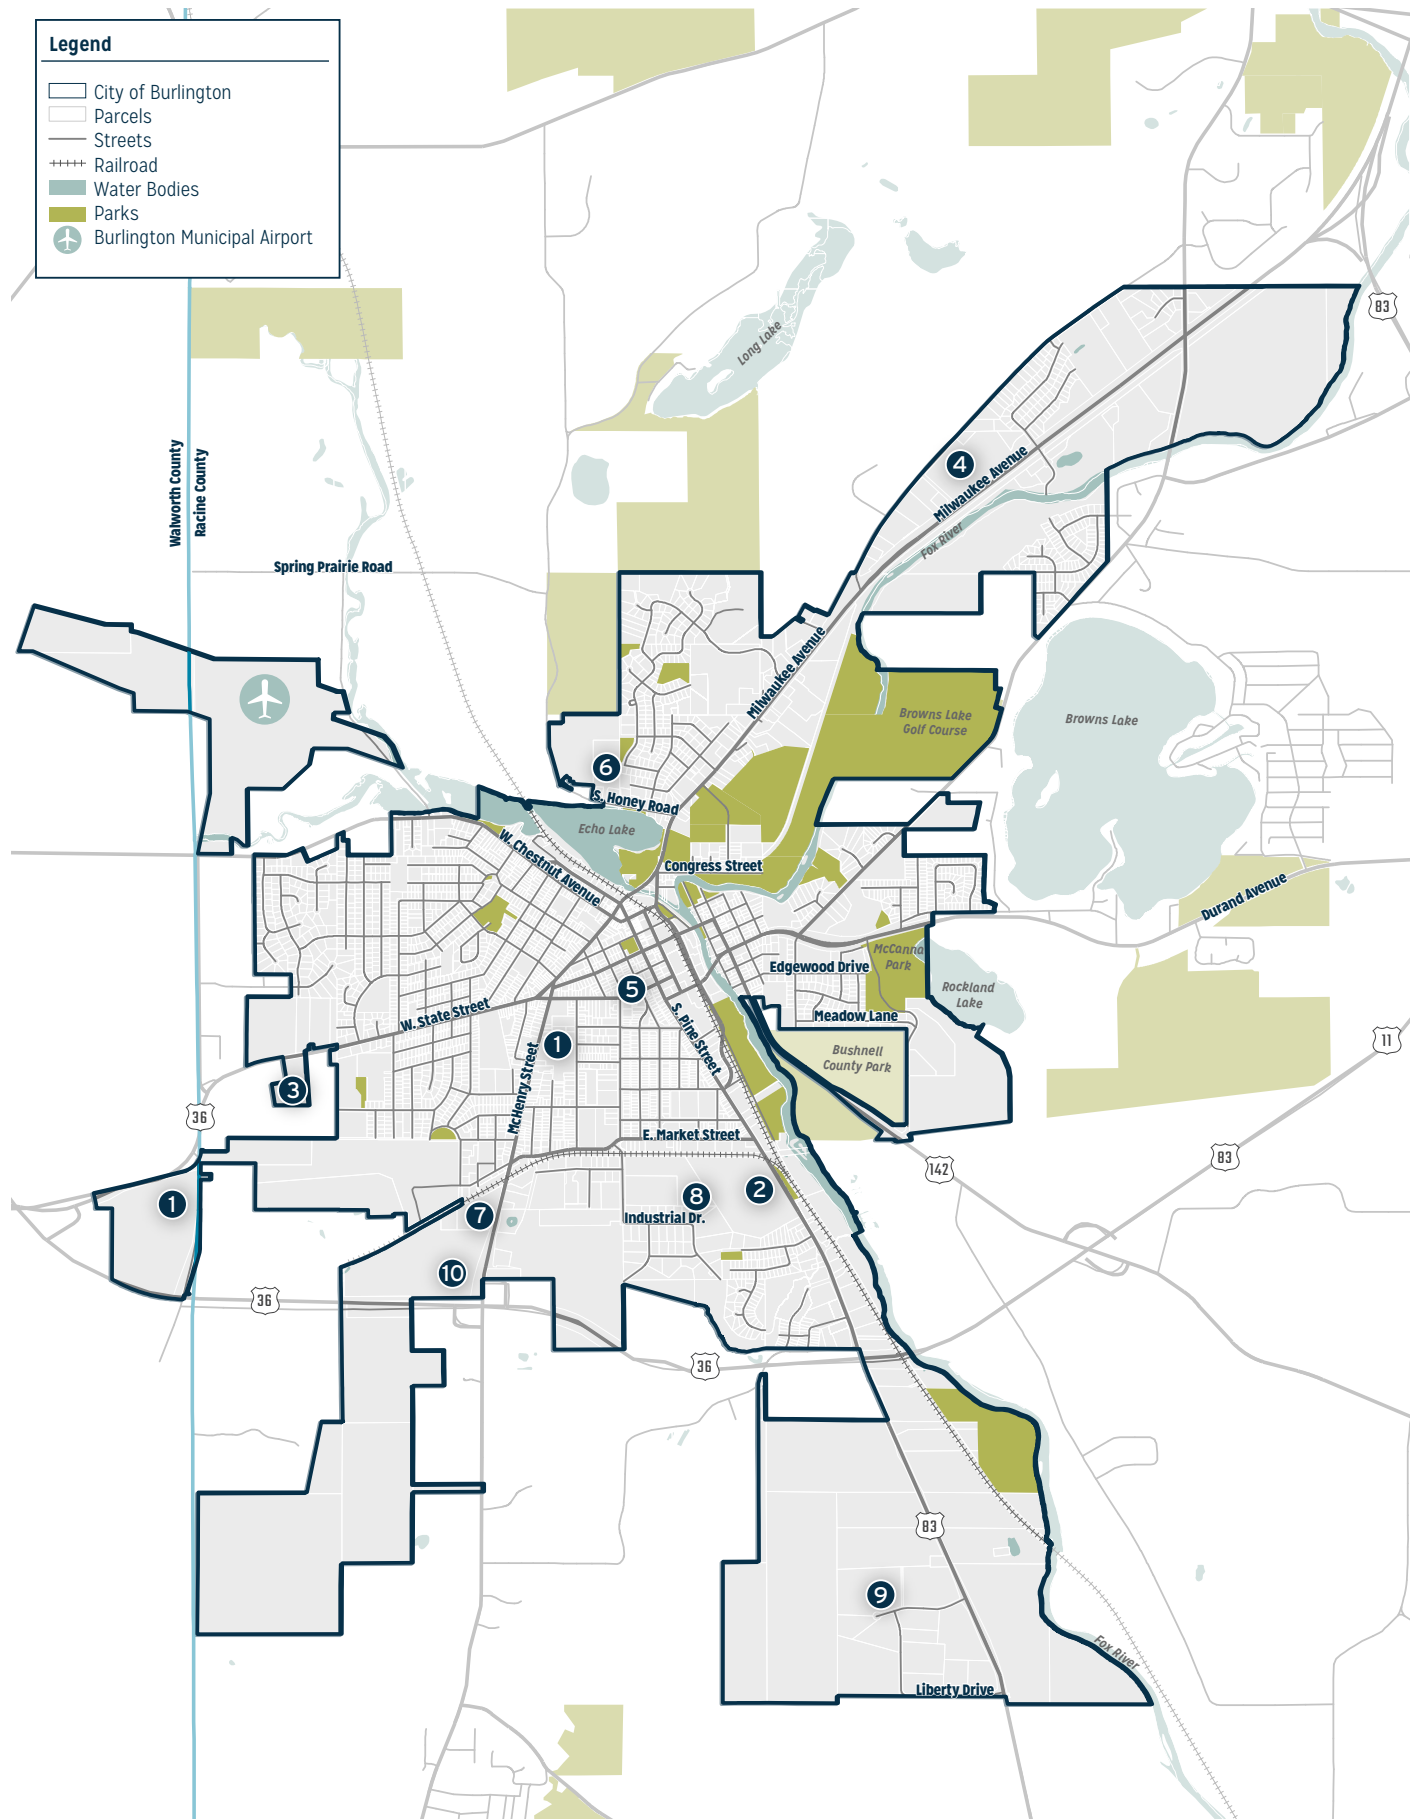 Legend
City of Burlington
Parcels
Streets
Railroad
Water Bodies
Parks
Burlington Municipal Airport
83
Long Lake
Walworth County
Racine County
4
Milwaukee Avenue
Fox River
Spring Prairie Road
Milwaukee Avenue
Browns Lake
Golf Course
Browns Lake
6
S. Honey Road
Echo Lake
W. Chestnut Avenue
Congress Street
Durand Avenue
McCanna
Park
Edgewood Drive
Rockland
Lake
5
W. State Street
S. Pine Street
Meadow Lane
1
McHenry Street
Bushnell
County Park
11
3
36
E. Market Street
142
83
1
8
2
7
Industrial Dr.
10
36
36
83
9
Fox River
Liberty Drive